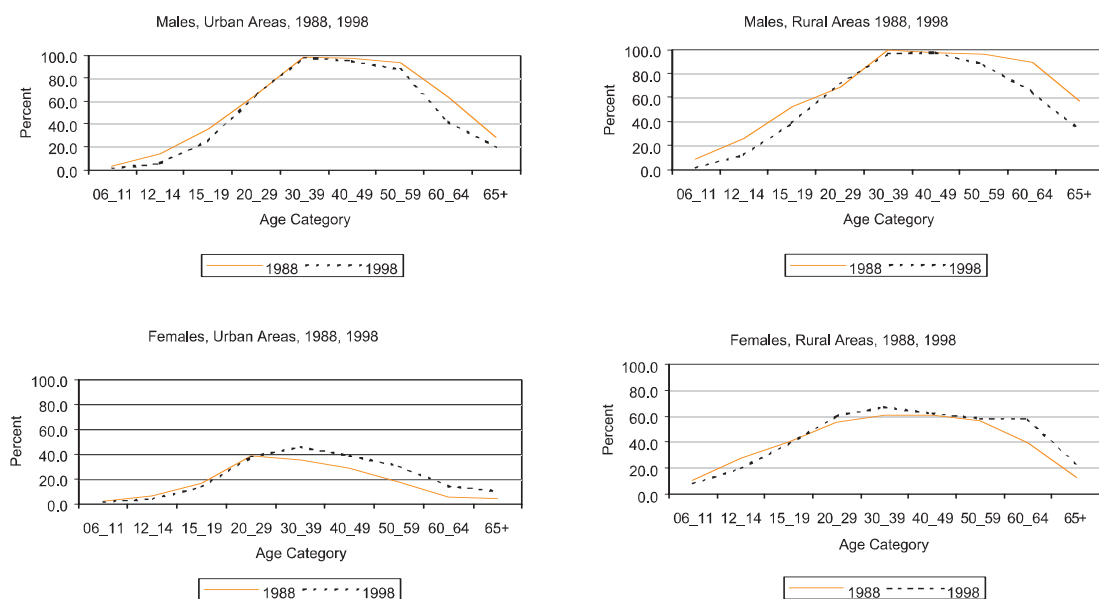 Males, Urban Areas, 1988, 1998
Percent
100.0
80.0
60.0
40.0
20.0
0.0
06_11 12_14 15_19 20_29 30_39 40_49 50_59 60_64 65+
Age Category
1988 1998
Males, Rural Areas 1988, 1998
Percent
100.0
80.0
60.0
40.0
20.0
0.0
06_11 12_14 15_19 20_29 30_39 40_49 50_59 60_64 65+
Age Category
1988 1998
Females, Urban Areas, 1988, 1998
Percent
100.0
80.0
60.0
40.0
20.0
0.0
06_11 12_14 15_19 20_29 30_39 40_49 50_59 60_64 65+
Age Category
1988 1998
Females, Rural Areas, 1988, 1998
Percent
100.0
80.0
60.0
40.0
20.0
0.0
06_11 12_14 15_19 20_29 30_39 40_49 50_59 60_64 65+
Age Category
1988 1998